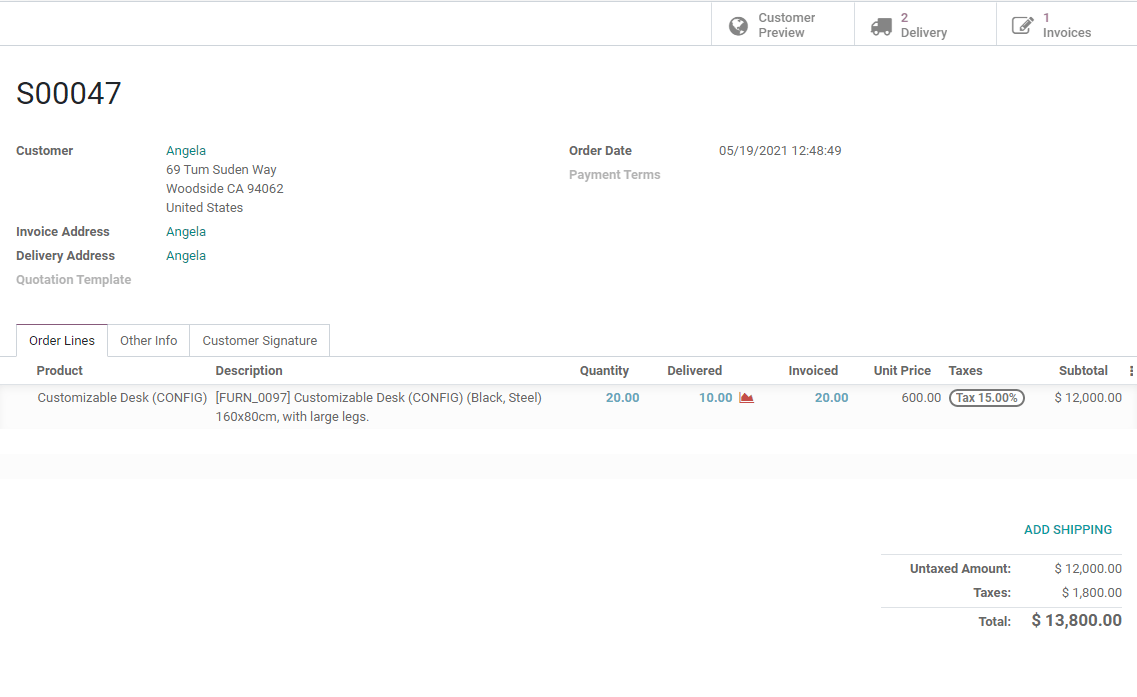 Customer Preview
2 Delivery
1 Invoices
S00047
Customer Angela
69 Tum Suden Way
Woodside CA 94062
United States
Invoice Address Angela
Delivery Address Angela
Quotation Template
Order Date 05/19/2021 12:48:49
Payment Terms
Order Lines Other Info Customer Signature
Product Description Quantity Delivered Invoiced Unit Price Taxes Subtotal
Customizable Desk (CONFIG) [FURN_0097] Customizable Desk (CONFIG) (Black, Steel) 20.00 10.00 20.00 600.00 Tax 15.00% $ 12,000.00
160x80cm, with large legs.
ADD SHIPPING
Untaxed Amount: $ 12,000.00
Taxes: $ 1,800.00
Total: $ 13,800.00